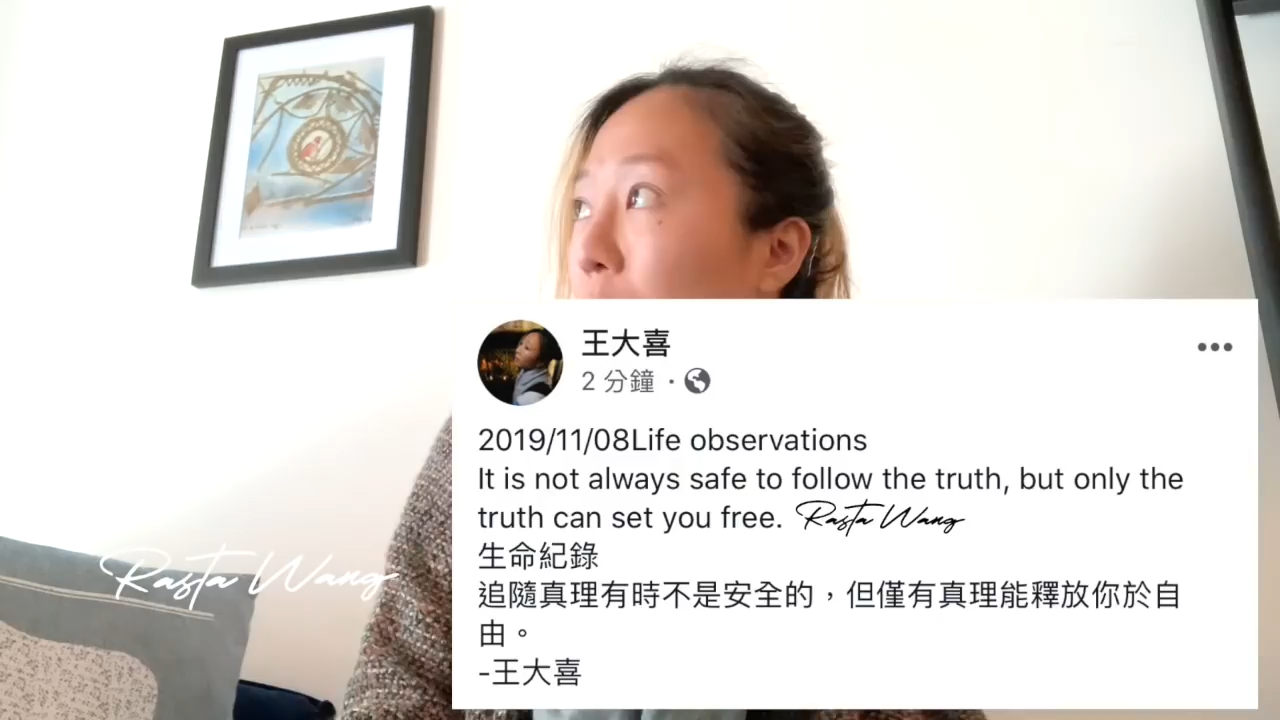 王大喜
2 分鐘 ·
2019/11/08Life observations
It is not always safe to follow the truth, but only the
truth can set you free. Rasta Wang
生命紀錄
追隨真理有時不是安全的，但僅有真理能釋放你於自
由。
-王大喜
Rasta Wang